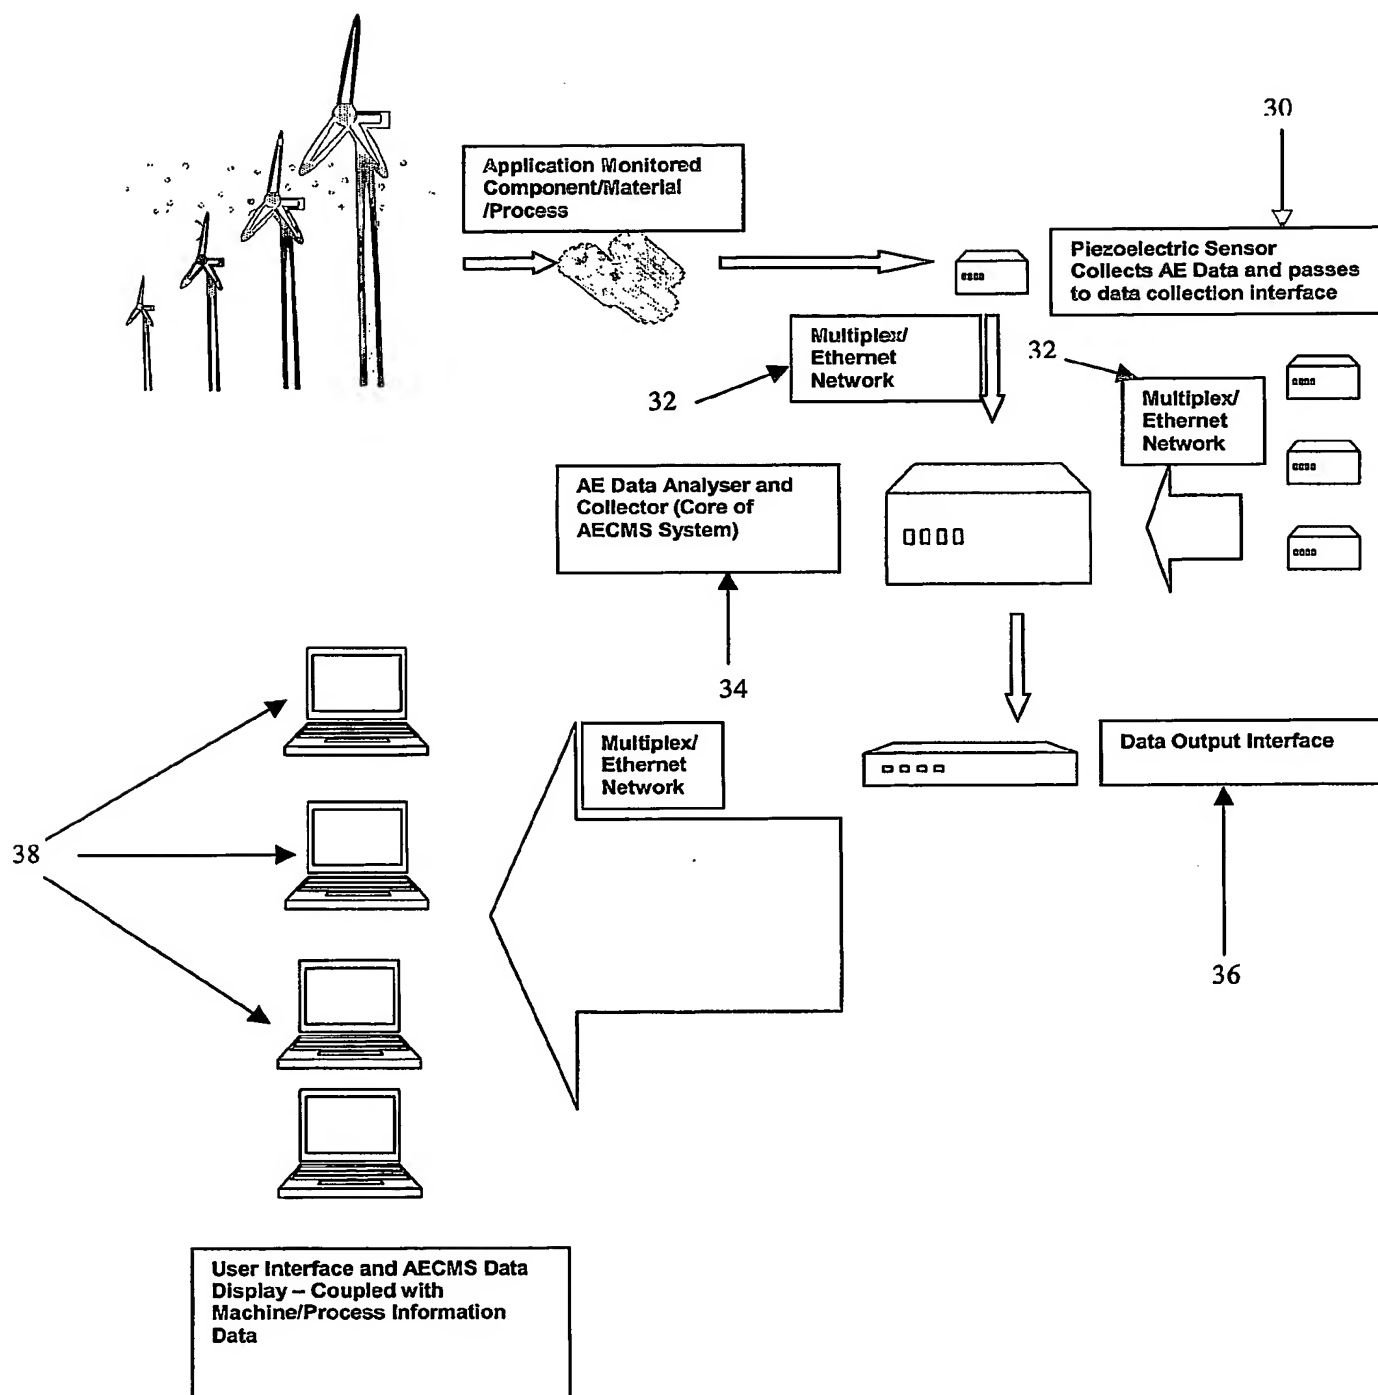 30
Application Monitored
Component/Material
/Process
Piezoelectric Sensor
Collects AE Data and passes
to data collection interface
Multiplex/
Ethernet
Network
32
32
Multiplex/
Ethernet
Network
AE Data Analyser and
Collector (Core of
AECMS System)
34
Multiplex/
Ethernet
Network
Data Output Interface
38
36
User Interface and AECMS Data
Display – Coupled with
Machine/Process Information
Data